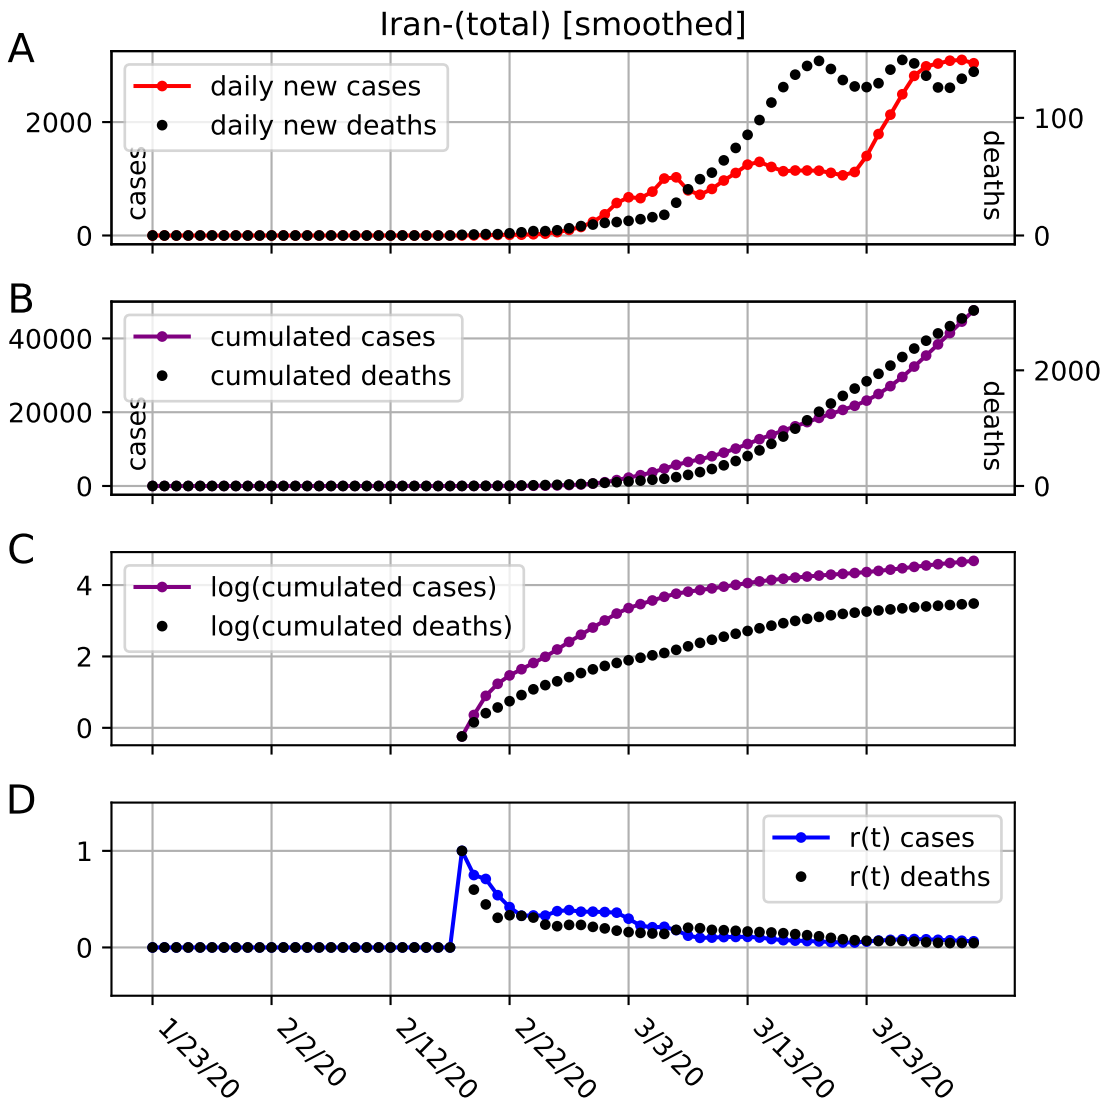 Iran-(total) [smoothed]
A
daily new cases
daily new deaths
2000
0
cases
100
0
deaths
B
cumulated cases
cumulated deaths
40000
20000
0
cases
2000
0
deaths
C
log(cumulated cases)
log(cumulated deaths)
4
2
0
D
r(t) cases
r(t) deaths
1
0
1/23/20
2/2/20
2/12/20
2/22/20
3/3/20
3/13/20
3/23/20